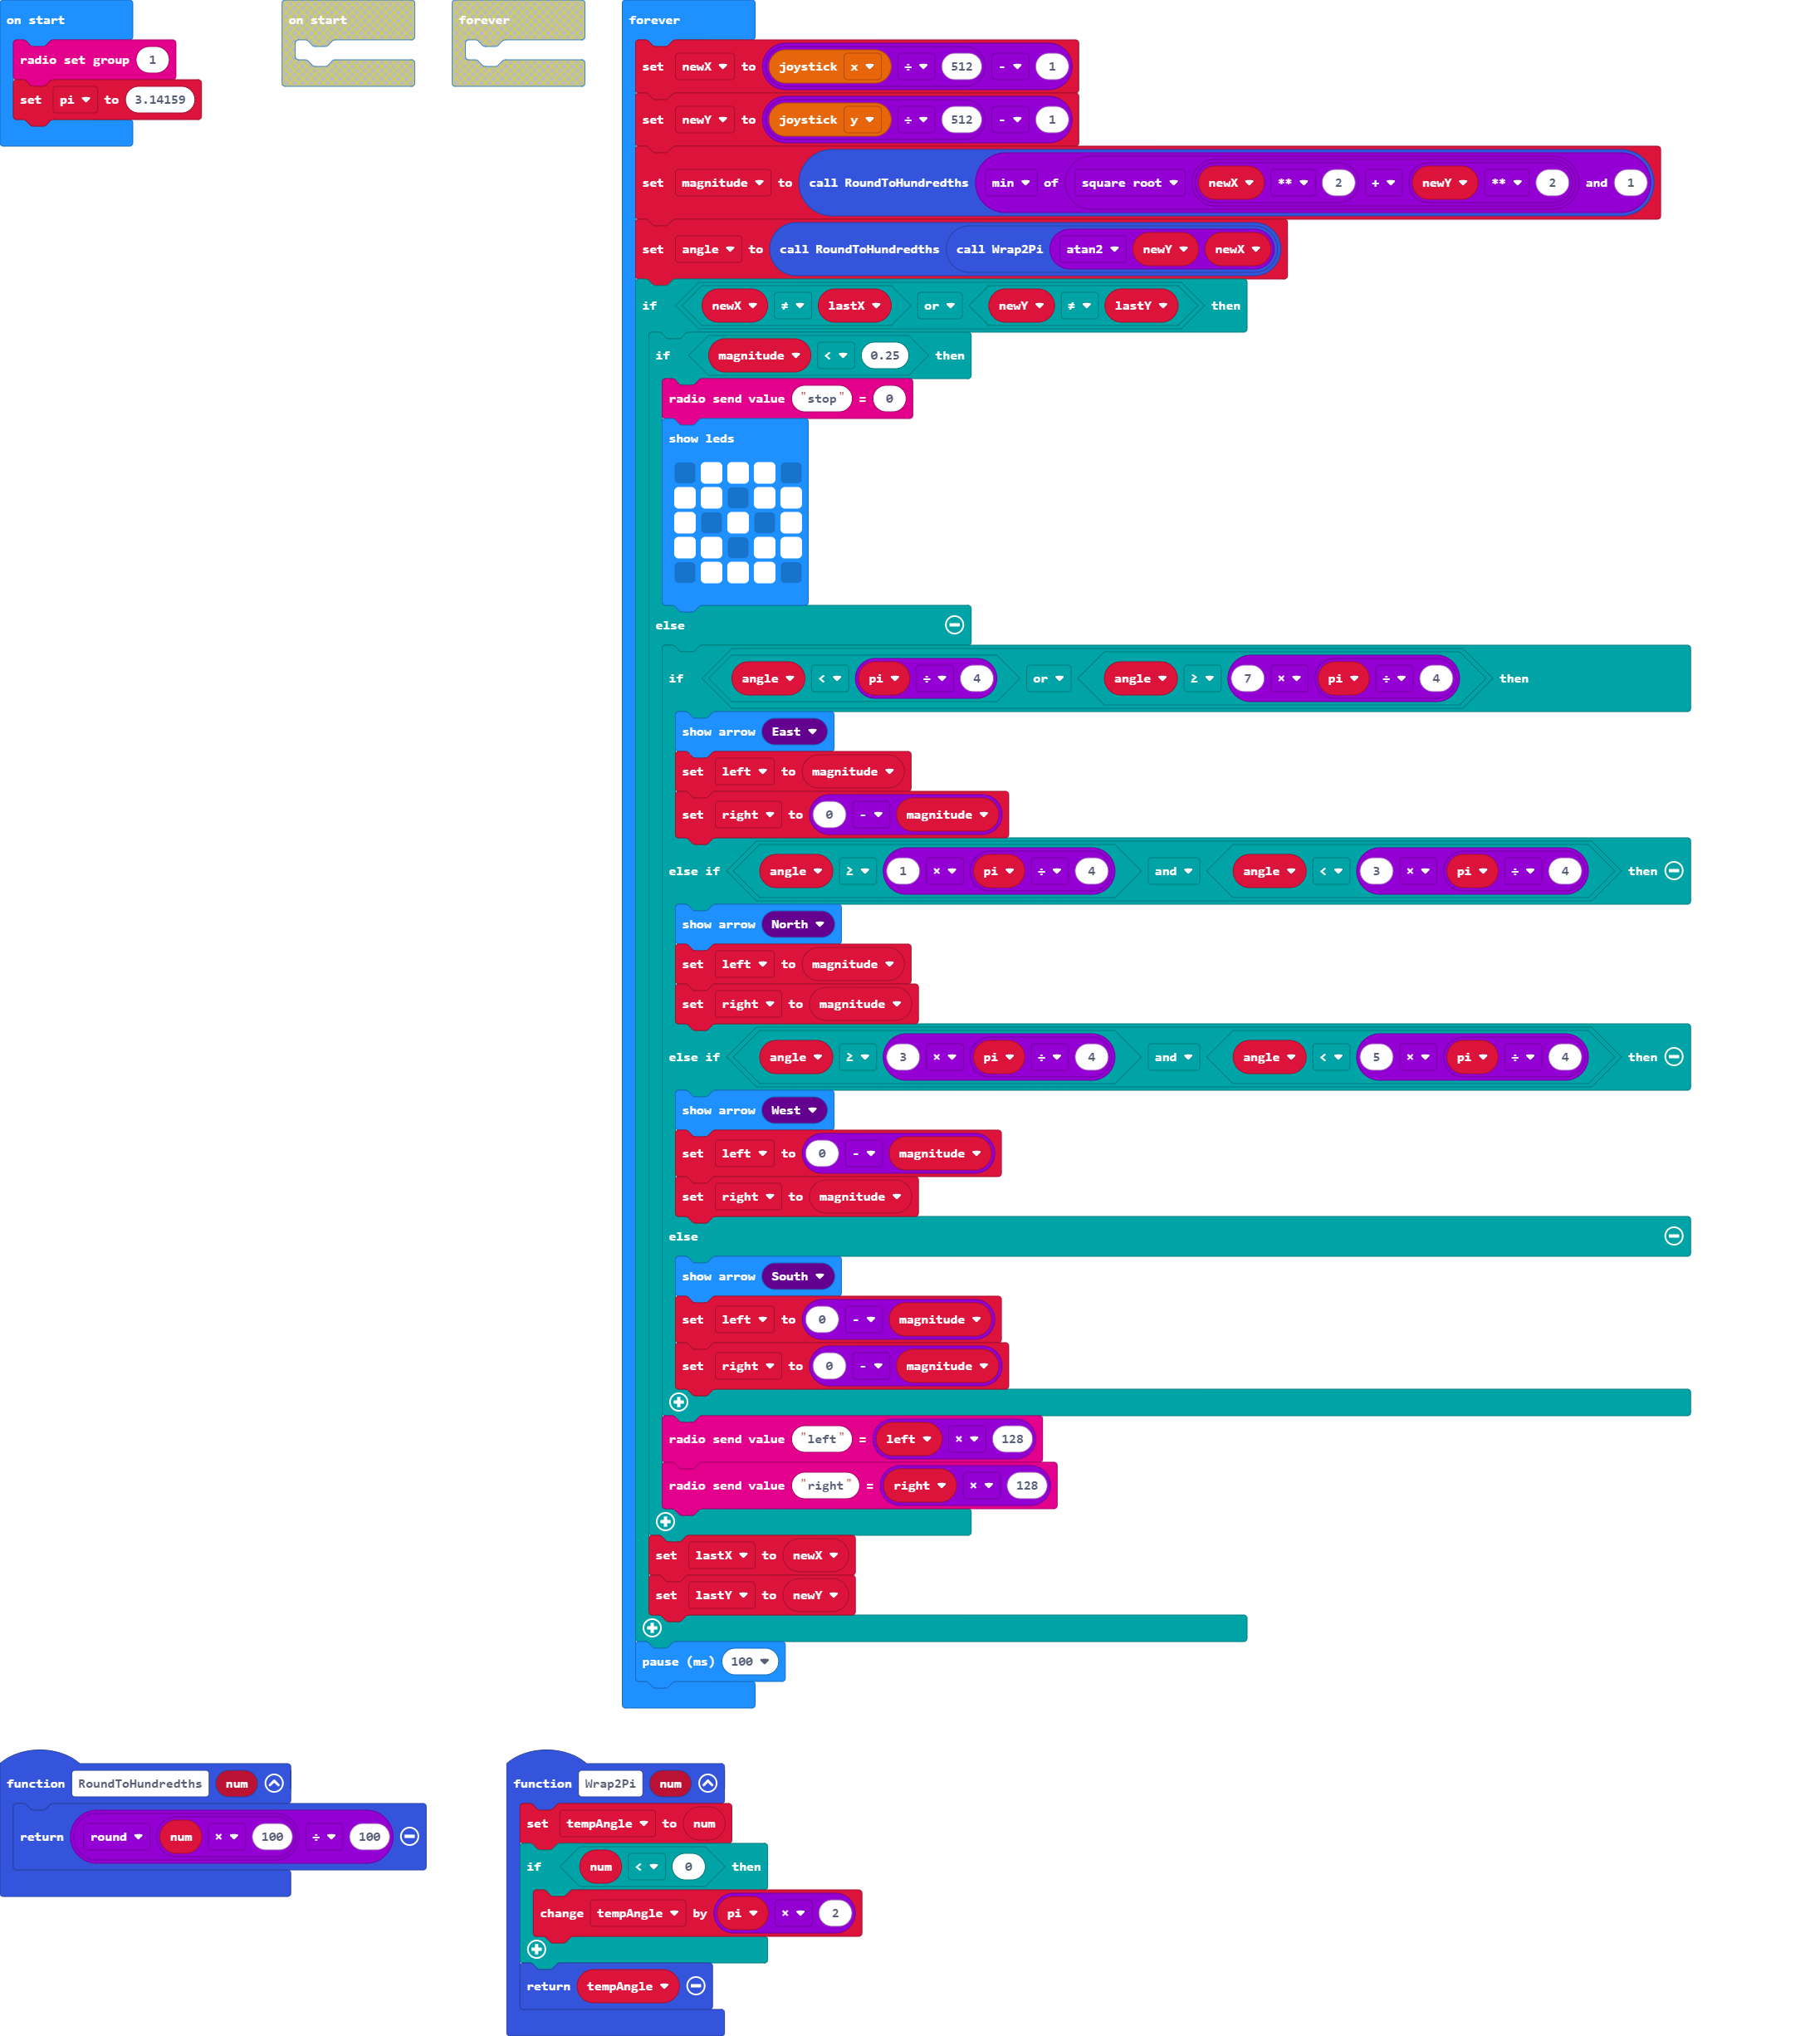 on start
radio set group 1
set pi to 3.14159
on start
forever
forever
set newX to joystick x ÷ 512 - 1
set newY to joystick y ÷ 512 - 1
set magnitude to call RoundToHundredths min of square root newX ** 2 + newY ** 2 and 1
set angle to call RoundToHundredths call Wrap2Pi atan2 newY newX
if newX ≠ lastX or newY ≠ lastY then
if magnitude < 0.25 then
radio send value "stop" = 0
show leds
else
if angle < pi ÷ 4 or angle ≥ 7 × pi ÷ 4 then
show arrow East
set left to magnitude
set right to 0 - magnitude
else if angle ≥ 1 × pi ÷ 4 and angle < 3 × pi ÷ 4 then
show arrow North
set left to magnitude
set right to magnitude
else if angle ≥ 3 × pi ÷ 4 and angle < 5 × pi ÷ 4 then
show arrow West
set left to 0 - magnitude
set right to magnitude
else
show arrow South
set left to 0 - magnitude
set right to 0 - magnitude
radio send value "left" = left × 128
radio send value "right" = right × 128
set lastX to newX
set lastY to newY
pause (ms) 100
function RoundToHundredths num
return round num × 100 ÷ 100
function Wrap2Pi num
set tempAngle to num
if num < 0 then
change tempAngle by pi × 2
return tempAngle